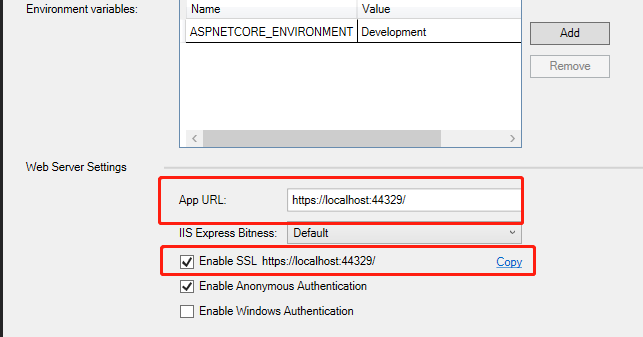 Environment variables:
Name Value
ASPNETCORE_ENVIRONMENT Development
Add
Remove
Web Server Settings
App URL: https://localhost:44329/
IIS Express Bitness: Default
Enable SSL https://localhost:44329/ Copy
Enable Anonymous Authentication
Enable Windows Authentication